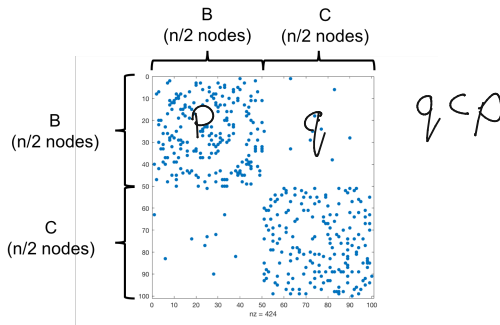 B
(n/2 nodes)
C
(n/2 nodes)
B
(n/2 nodes)
C
(n/2 nodes)
0
10
20
30
40
50
60
70
80
90
100
0
10
20
30
40
50
60
70
80
90
100
nz = 424
p
q
q < p